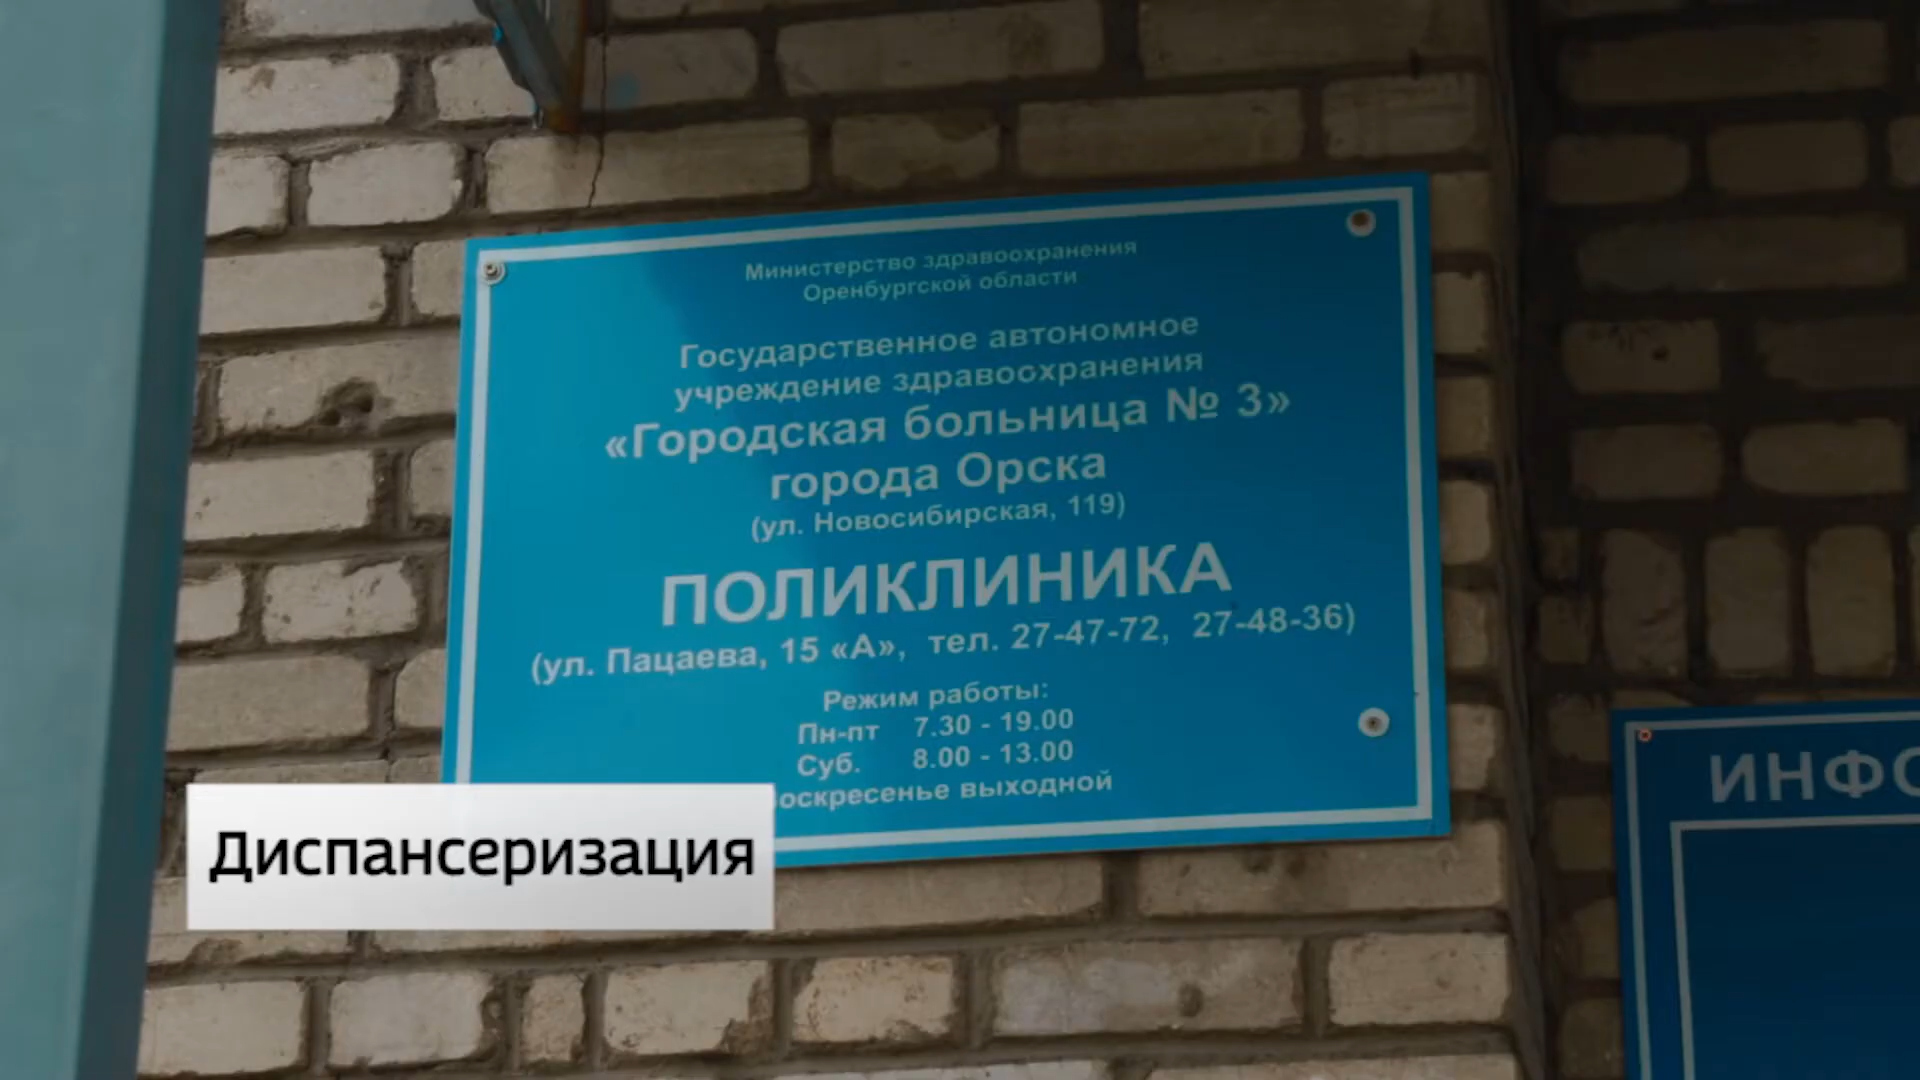 Министерство здравоохранения
Оренбургской области
Государственное автономное
учреждение здравоохранения
«Городская больница № 3»
города Орска
(ул. Новосибирская, 119)
ПОЛИКЛИНИКА
(ул. Пацаева, 15 «А», тел. 27-47-72, 27-48-36)
Режим работы:
Пн-пт 7.30 - 19.00
Суб. 8.00 - 13.00
оскресенье выходной
Диспансеризация
ИНФО